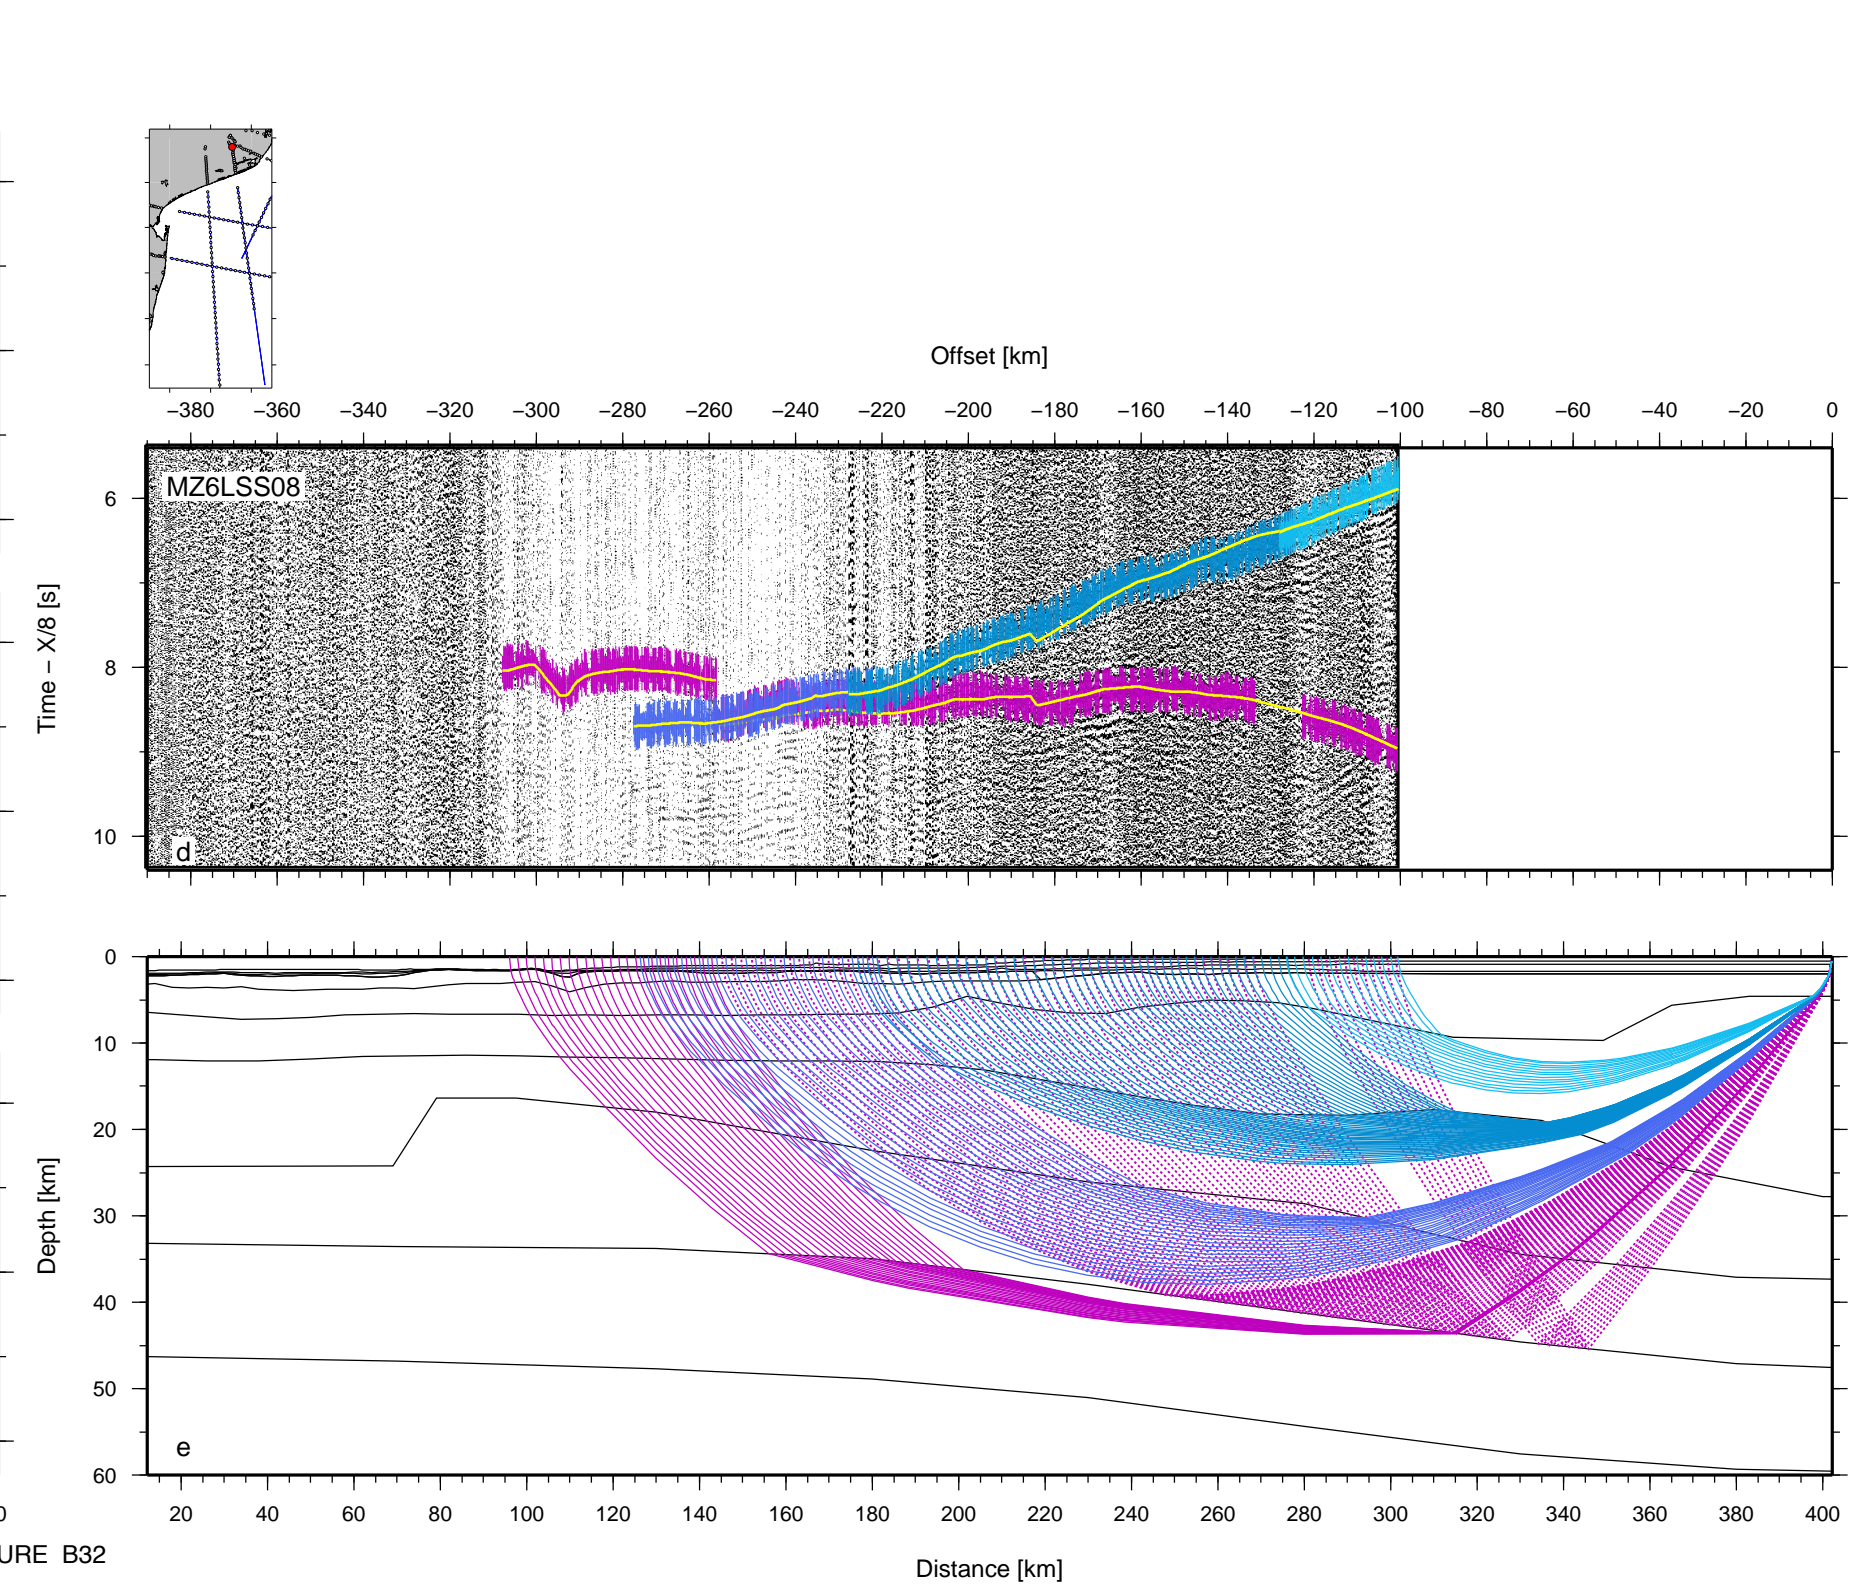 Offset [km]
−380 −360 −340 −320 −300 −280 −260 −240 −220 −200 −180 −160 −140 −120 −100 −80 −60 −40 −20 0
MZ6LSS08
6
8
10
Time − X/8 [s]
d
0
10
20
30
40
50
60
Depth [km]
e
20 40 60 80 100 120 140 160 180 200 220 240 260 280 300 320 340 360 380 400
0
URE B32
Distance [km]